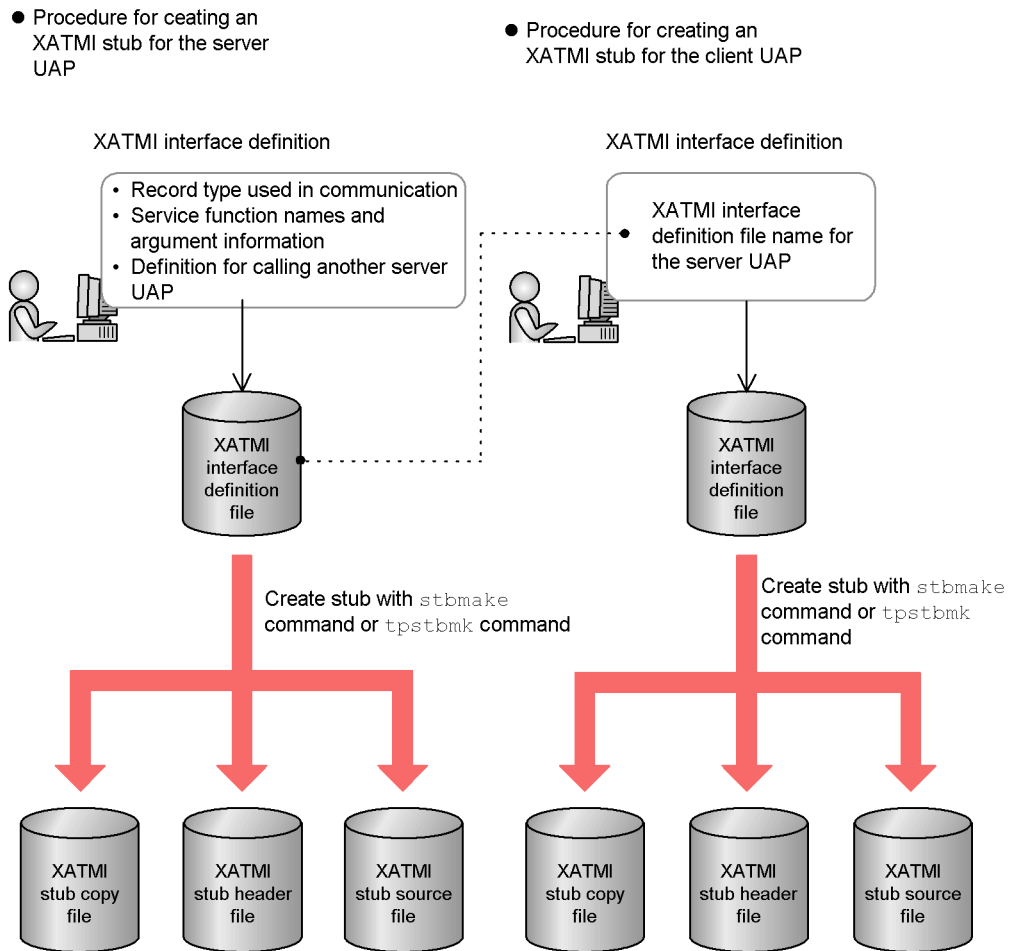 ● Procedure for ceating an
XATMI stub for the server
UAP
● Procedure for creating an
XATMI stub for the client UAP
XATMI interface definition
• Record type used in communication
• Service function names and
argument information
• Definition for calling another server
UAP
XATMI interface definition
XATMI interface
definition file name for
the server UAP
XATMI
interface
definition
file
XATMI
interface
definition
file
Create stub with stbmake
command or tpstbmk command
Create stub with stbmake
command or tpstbmk
command
XATMI
stub copy
file
XATMI
stub header
file
XATMI
stub source
file
XATMI
stub copy
file
XATMI
stub header
file
XATMI
stub source
file